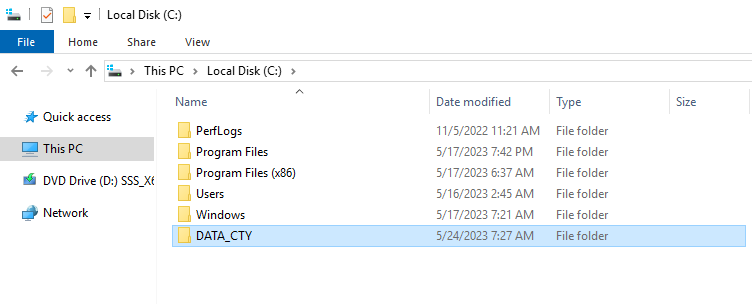 Local Disk (C:)
File Home Share View
This PC Local Disk (C:)
Quick access
This PC
DVD Drive (D:) SSS_X6
Network
Name Date modified Type Size
PerfLogs 11/5/2022 11:21 AM File folder
Program Files 5/17/2023 7:42 PM File folder
Program Files (x86) 5/17/2023 6:37 AM File folder
Users 5/16/2023 2:45 AM File folder
Windows 5/17/2023 7:21 AM File folder
DATA_CTY 5/24/2023 7:27 AM File folder